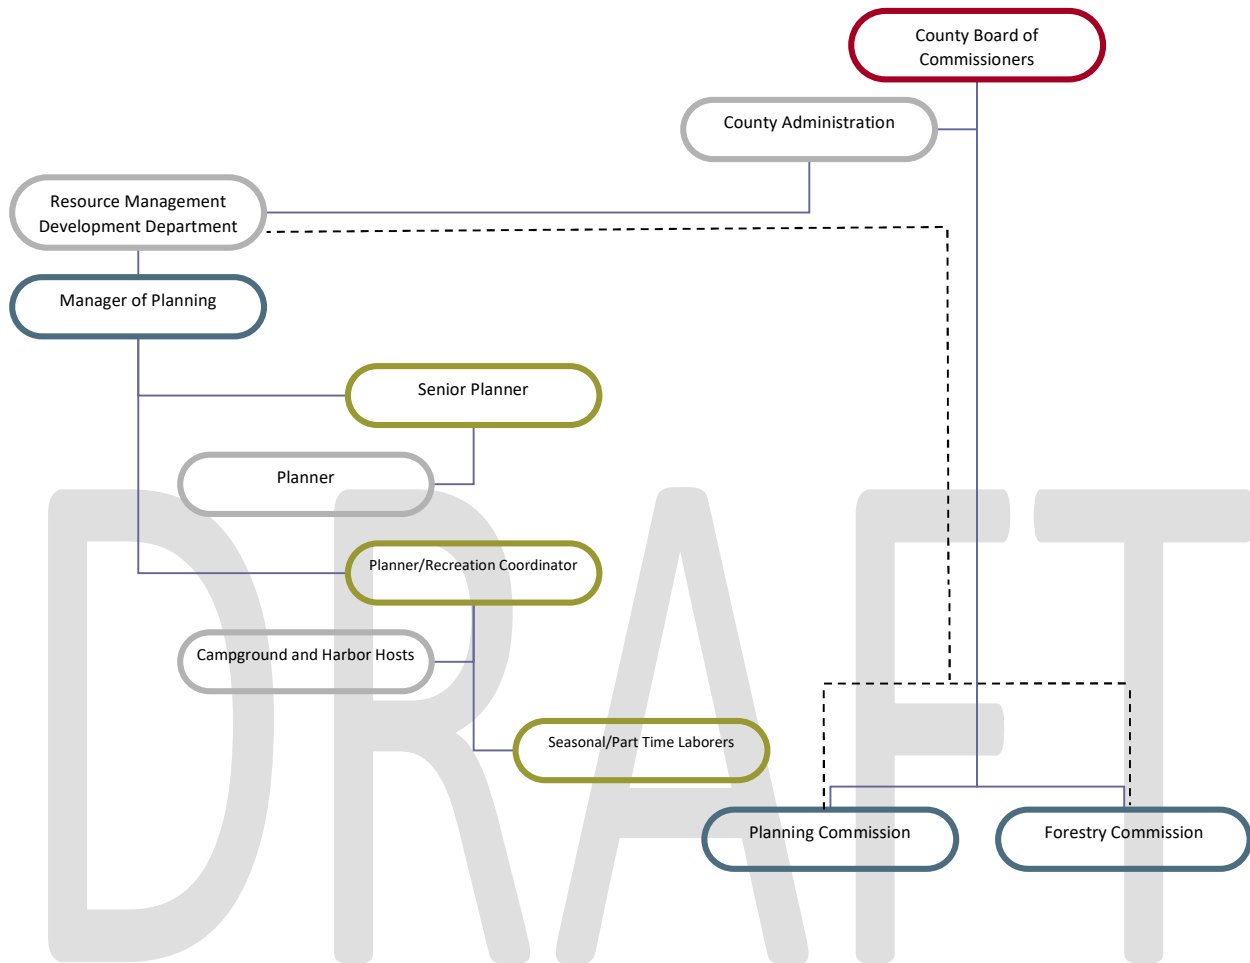 County Board of
Commissioners
County Administration
Resource Management
Development Department
Manager of Planning
Senior Planner
Planner
Planner/Recreation Coordinator
Campground and Harbor Hosts
Seasonal/Part Time Laborers
Planning Commission
Forestry Commission
DRAFT